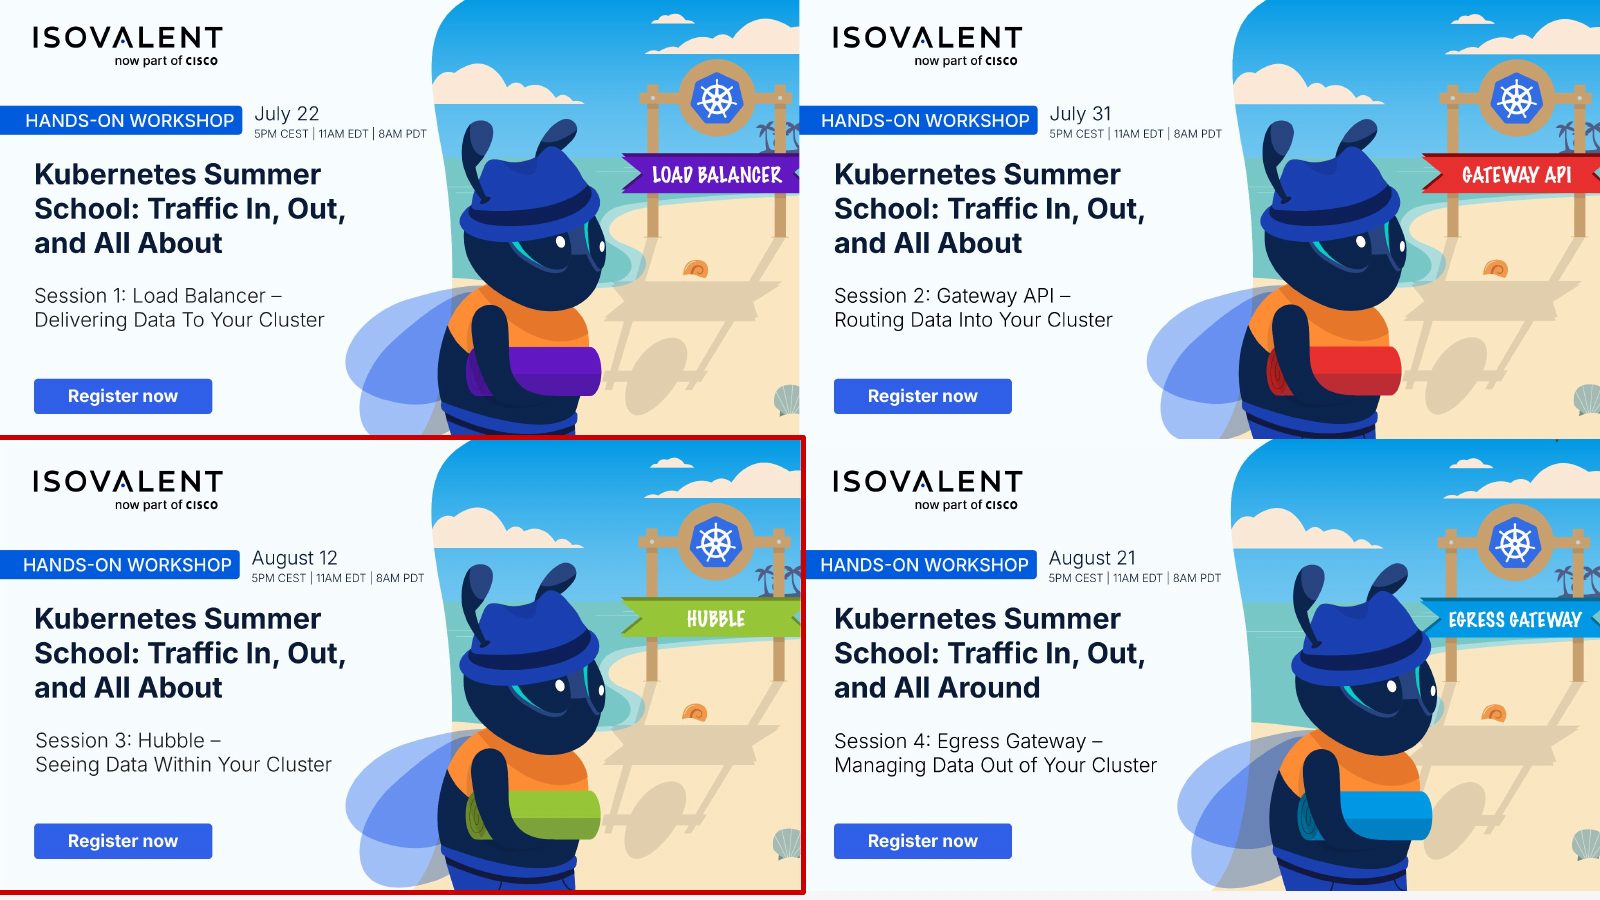 ISOVALENT
now part of CISCO
HANDS-ON WORKSHOP
July 22
5PM CEST | 11AM EDT | 8AM PDT
Kubernetes Summer
School: Traffic In, Out,
and All About
Session 1: Load Balancer –
Delivering Data To Your Cluster
Register now
LOAD BALANCER
ISOVALENT
now part of CISCO
HANDS-ON WORKSHOP
July 31
5PM CEST | 11AM EDT | 8AM PDT
Kubernetes Summer
School: Traffic In, Out,
and All About
Session 2: Gateway API –
Routing Data Into Your Cluster
Register now
GATEWAY API
ISOVALENT
now part of CISCO
HANDS-ON WORKSHOP
August 12
5PM CEST | 11AM EDT | 8AM PDT
Kubernetes Summer
School: Traffic In, Out,
and All About
Session 3: Hubble –
Seeing Data Within Your Cluster
Register now
HUBBLE
ISOVALENT
now part of CISCO
HANDS-ON WORKSHOP
August 21
5PM CEST | 11AM EDT | 8AM PDT
Kubernetes Summer
School: Traffic In, Out,
and All Around
Session 4: Egress Gateway –
Managing Data Out of Your Cluster
Register now
EGRESS GATEWAY